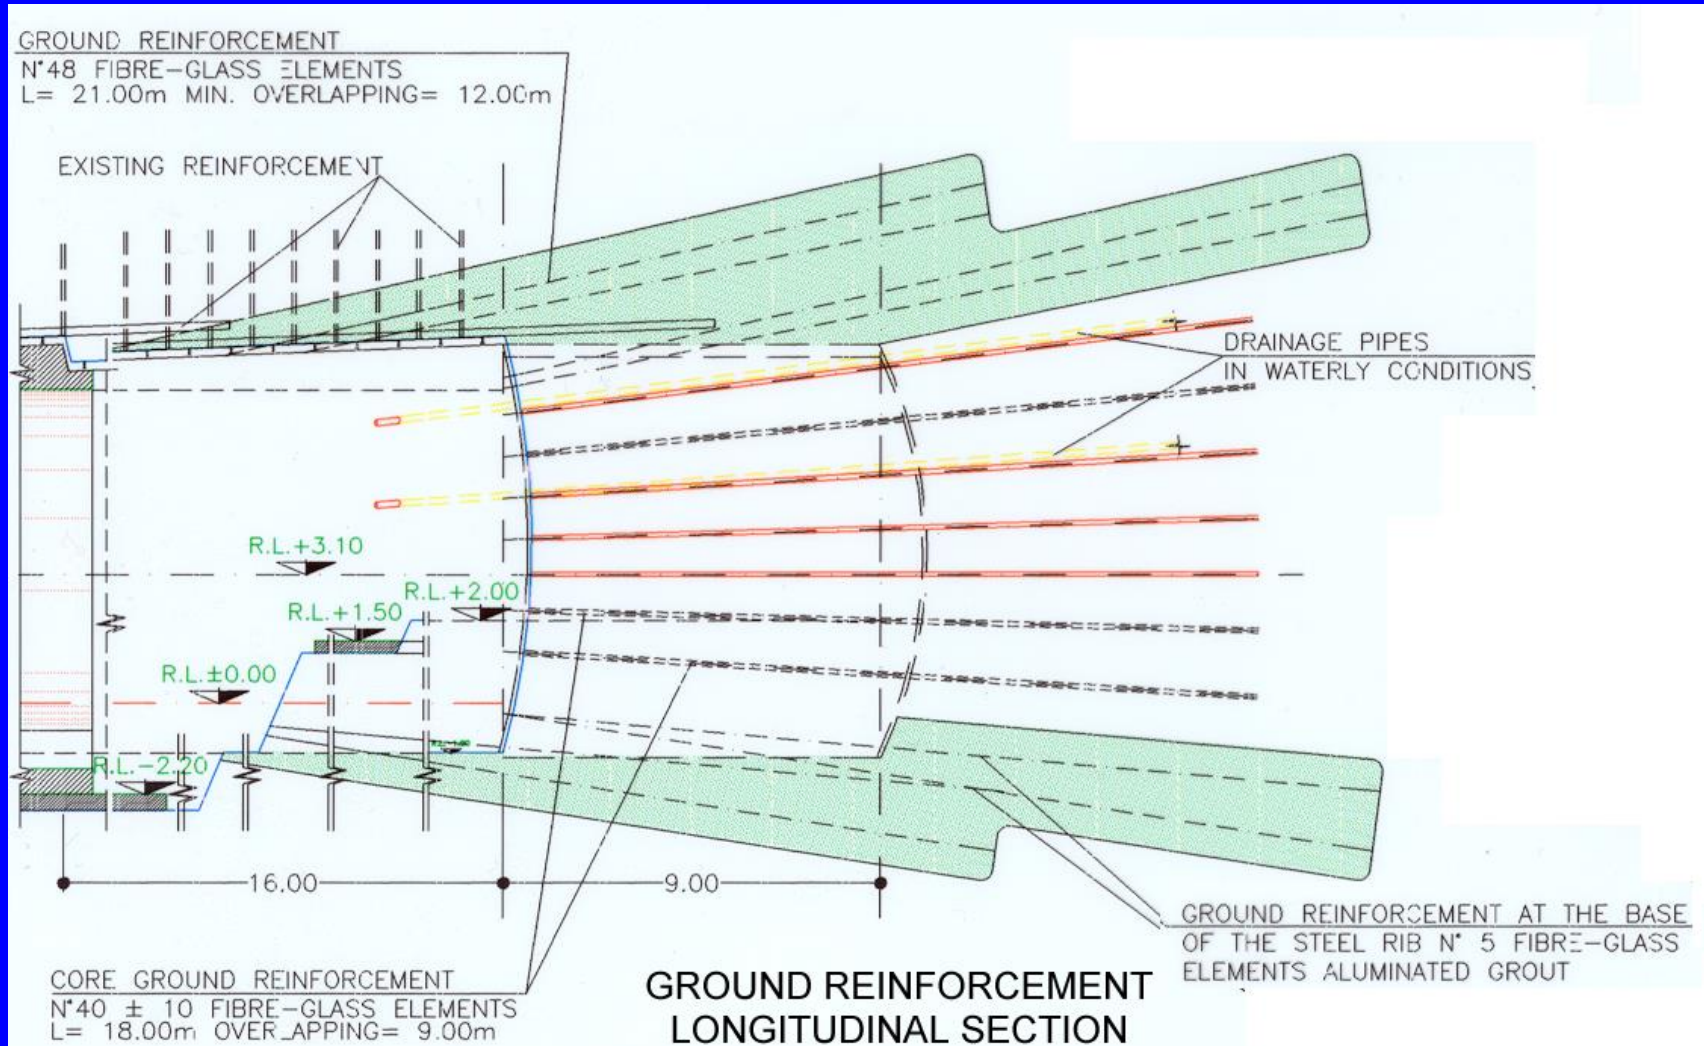 GROUND REINFORCEMENT
N°48 FIBRE-GLASS ELEMENTS
L= 21.00m MIN. OVERLAPPING= 12.00m
EXISTING REINFORCEMENT
DRAINAGE PIPES
IN WATERLY CONDITIONS
R.L.+3.10
R.L.+2.00
R.L.+1.50
R.L.±0.00
R.L.-2.20
16.00
9.00
GROUND REINFORCEMENT AT THE BASE
OF THE STEEL RIB N° 5 FIBRE-GLASS
ELEMENTS ALUMINATED GROUT
CORE GROUND REINFORCEMENT
N°40 ± 10 FIBRE-GLASS ELEMENTS
L= 18.00m OVERLAPPING= 9.00m
GROUND REINFORCEMENT
LONGITUDINAL SECTION